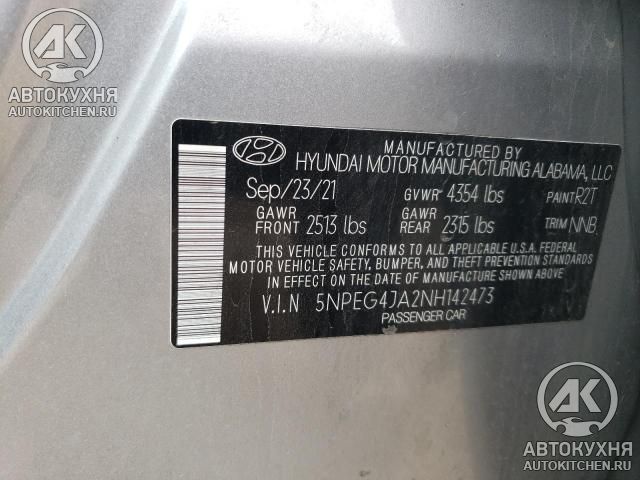 AK
АВТОКУХНЯ
AUTOKITCHEN.RU
MANUFACTURED BY
HYUNDAI MOTOR MANUFACTURING ALABAMA, LLC
Sep/23/21 GVWR 4354 lbs PAINT R2T
GAWR FRONT 2513 lbs GAWR REAR 2315 lbs TRIM NNB
THIS VEHICLE CONFORMS TO ALL APPLICABLE U.S.A. FEDERAL
MOTOR VEHICLE SAFETY, BUMPER, AND THEFT PREVENTION STANDARDS
IN EFFECT ON THE DATE OF MANUFACTURE SHOWN ABOVE.
V.I.N 5NPEG4JA2NH142473
PASSENGER CAR
AK
АВТОКУХНЯ
AUTOKITCHEN.RU